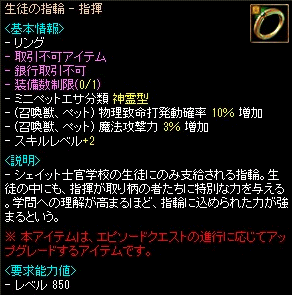 生徒の指輪 - 指揮
<基本情報>
- リング
- 取引不可アイテム
- 銀行取引不可
- 装備数制限(0/1)
- ミニペットエサ分類 神霊型
- (召喚獣、ペット) 物理致命打発動確率 10% 増加
- (召喚獣、ペット) 魔法攻撃力 3% 増加
- スキルレベル+2
<説明>
- シェイット士官学校の生徒にのみ支給される指輪。生
徒の中にも、指揮が取り柄の者たちに特別な力を与える
。学問への理解が高まるほど、指輪に込められた力が強
まるという。
※ 本アイテムは、エピソードクエストの進行に応じてアッ
プグレードするアイテムです。
<要求能力値>
- レベル 850